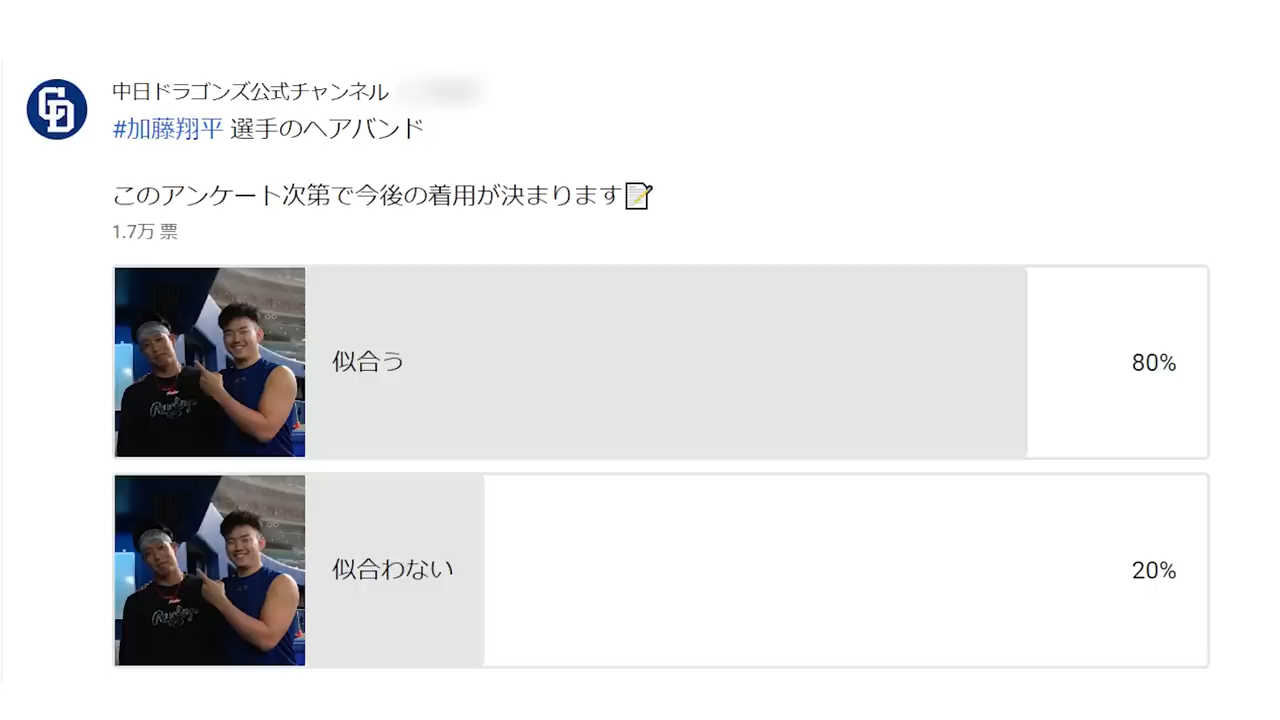 中日ドラゴンズ公式チャンネル
#加藤翔平 選手のヘアバンド
このアンケート次第で今後の着用が決まります📝
1.7万 票
Rawlings
似合う
80%
Rawlings
似合わない
20%